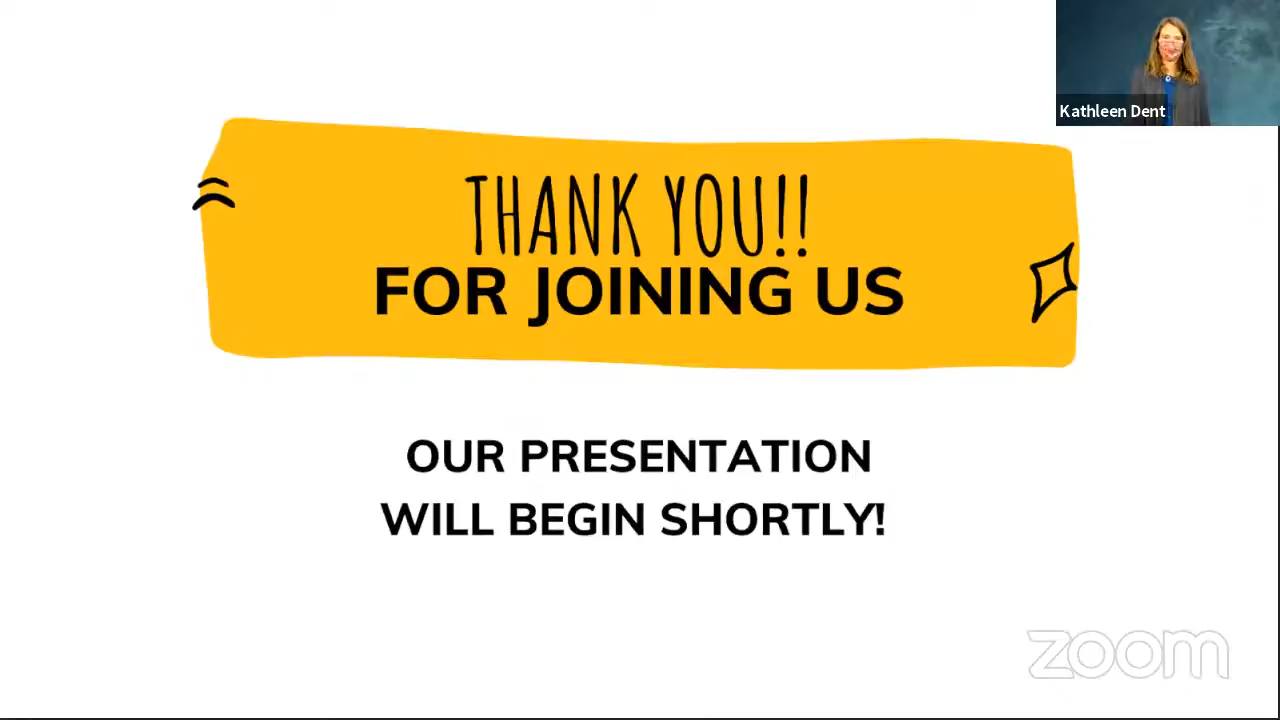 Kathleen Dent
THANK YOU!!
FOR JOINING US
OUR PRESENTATION
WILL BEGIN SHORTLY!
zoom